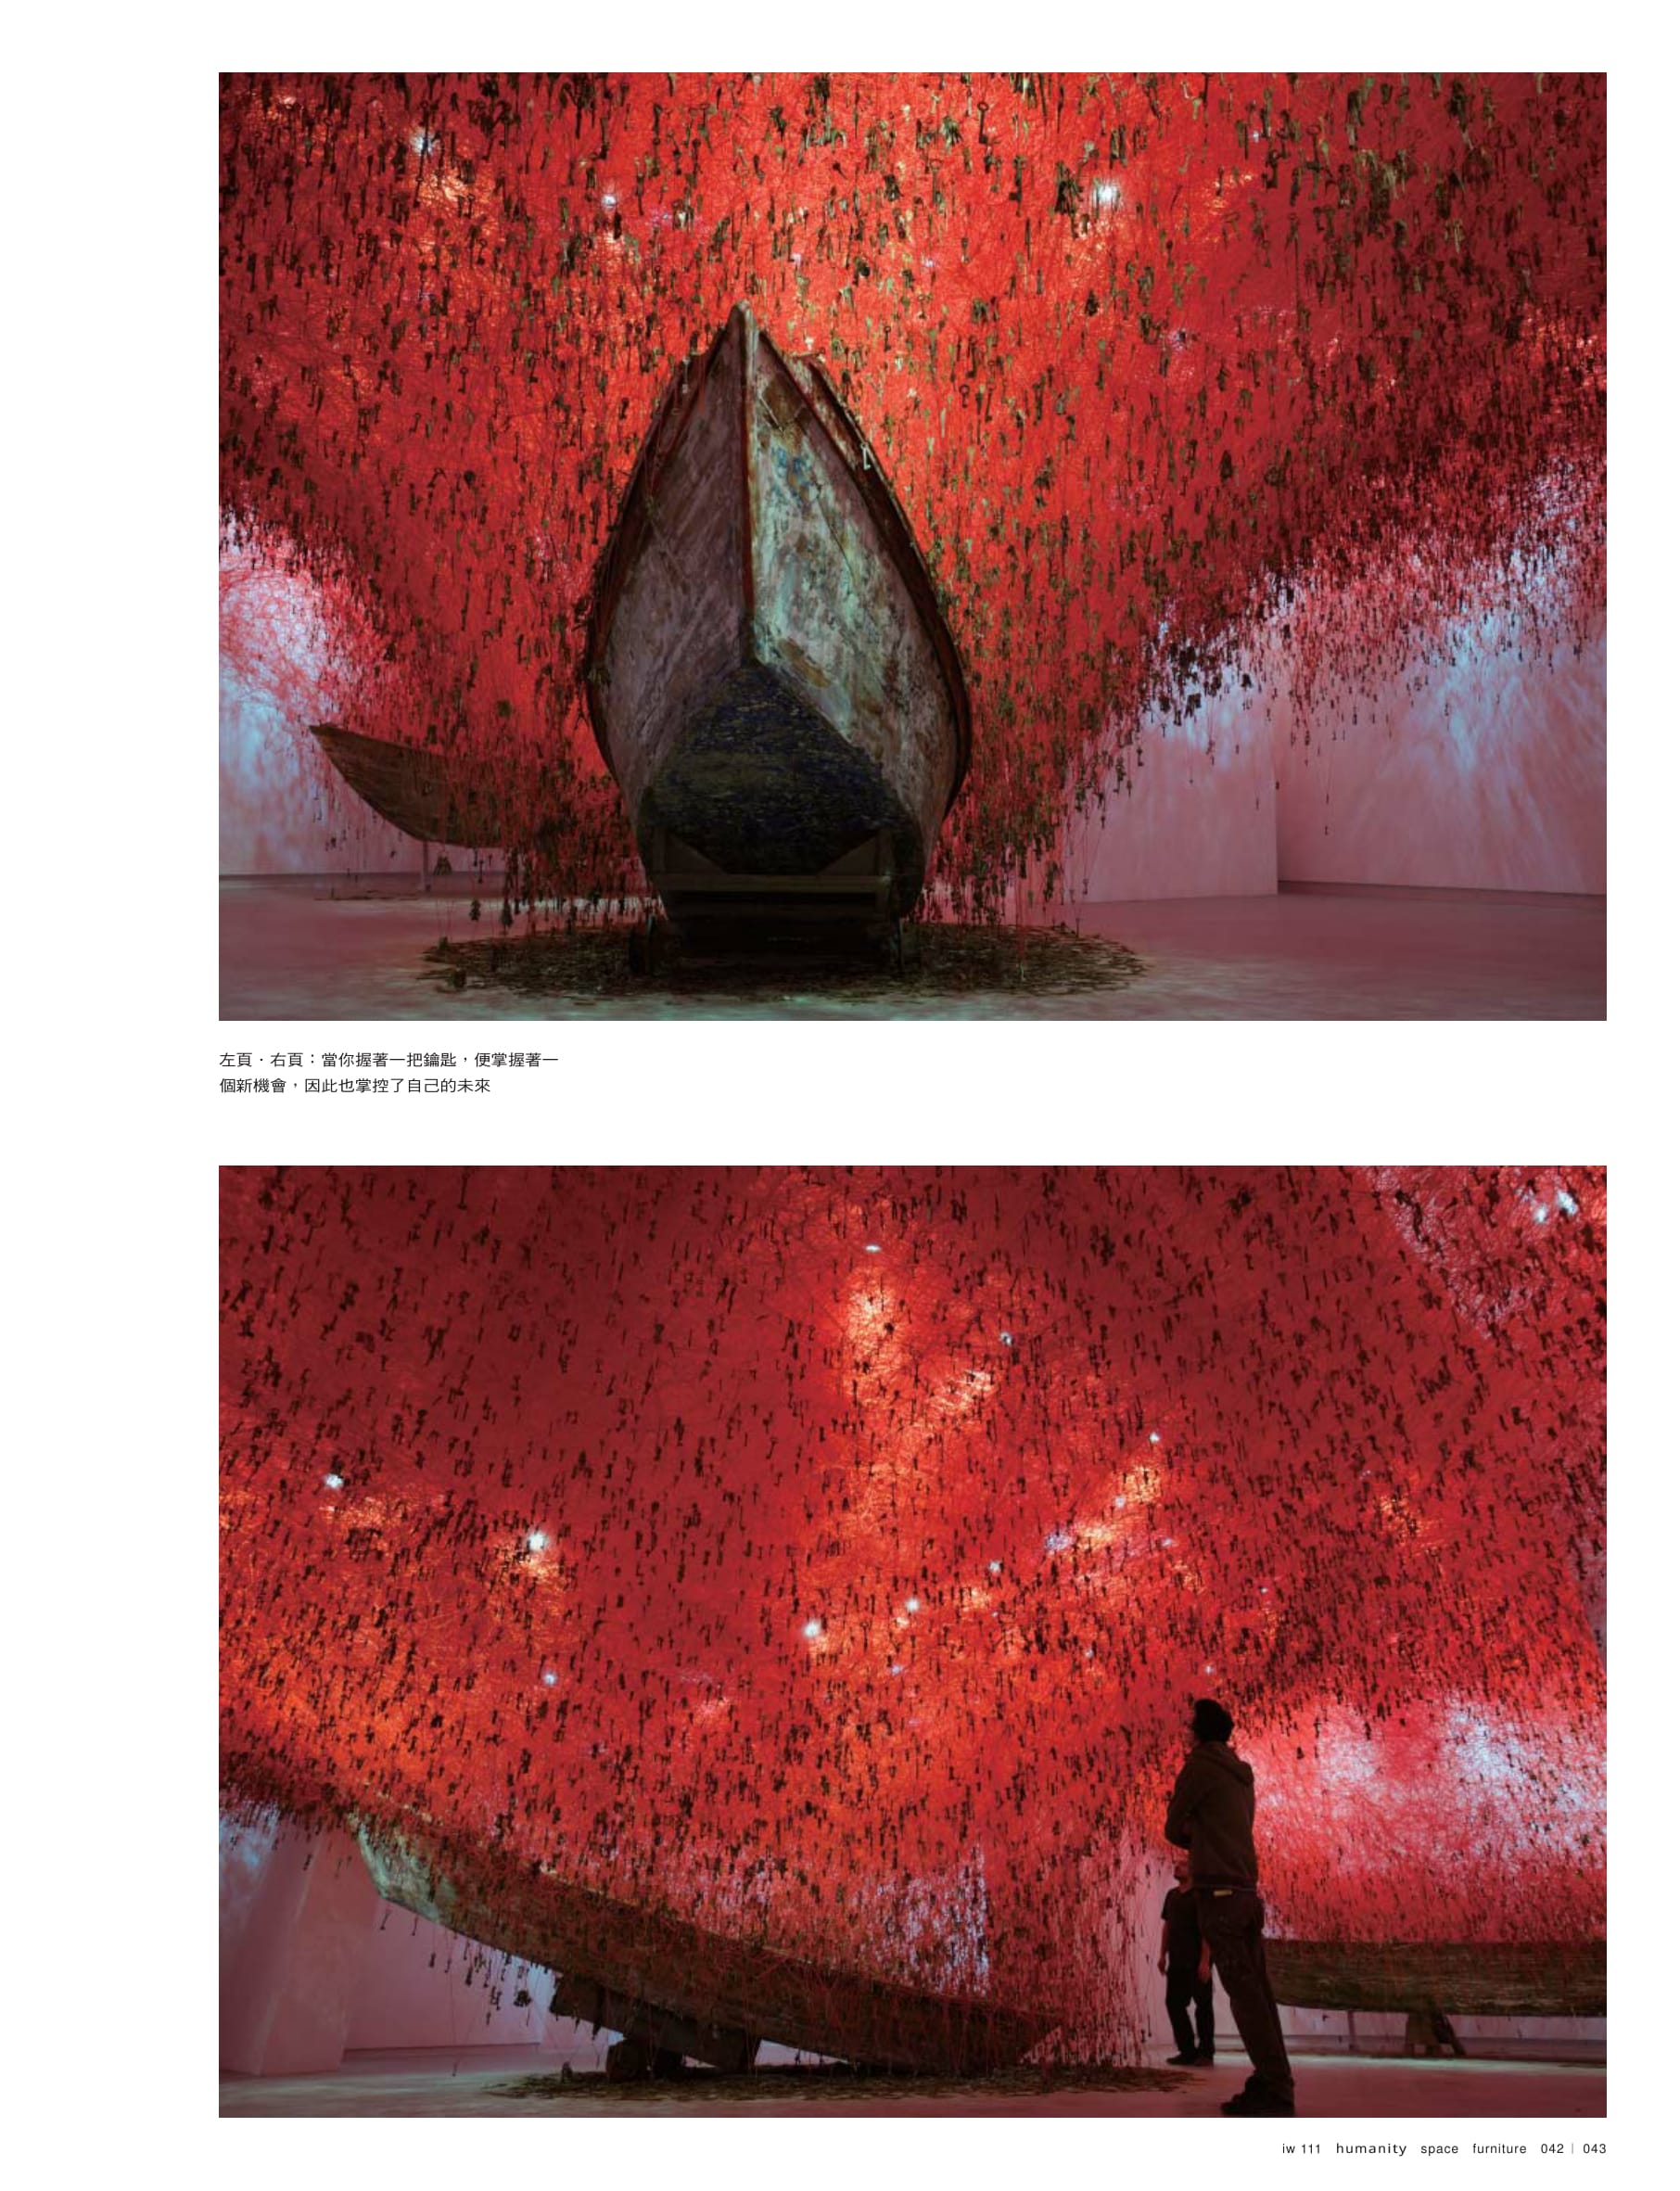 左頁．右頁：當你握著一把鑰匙，便掌握著一
個新機會，因此也掌控了自己的未來
iw 111 humanity space furniture 042 | 043